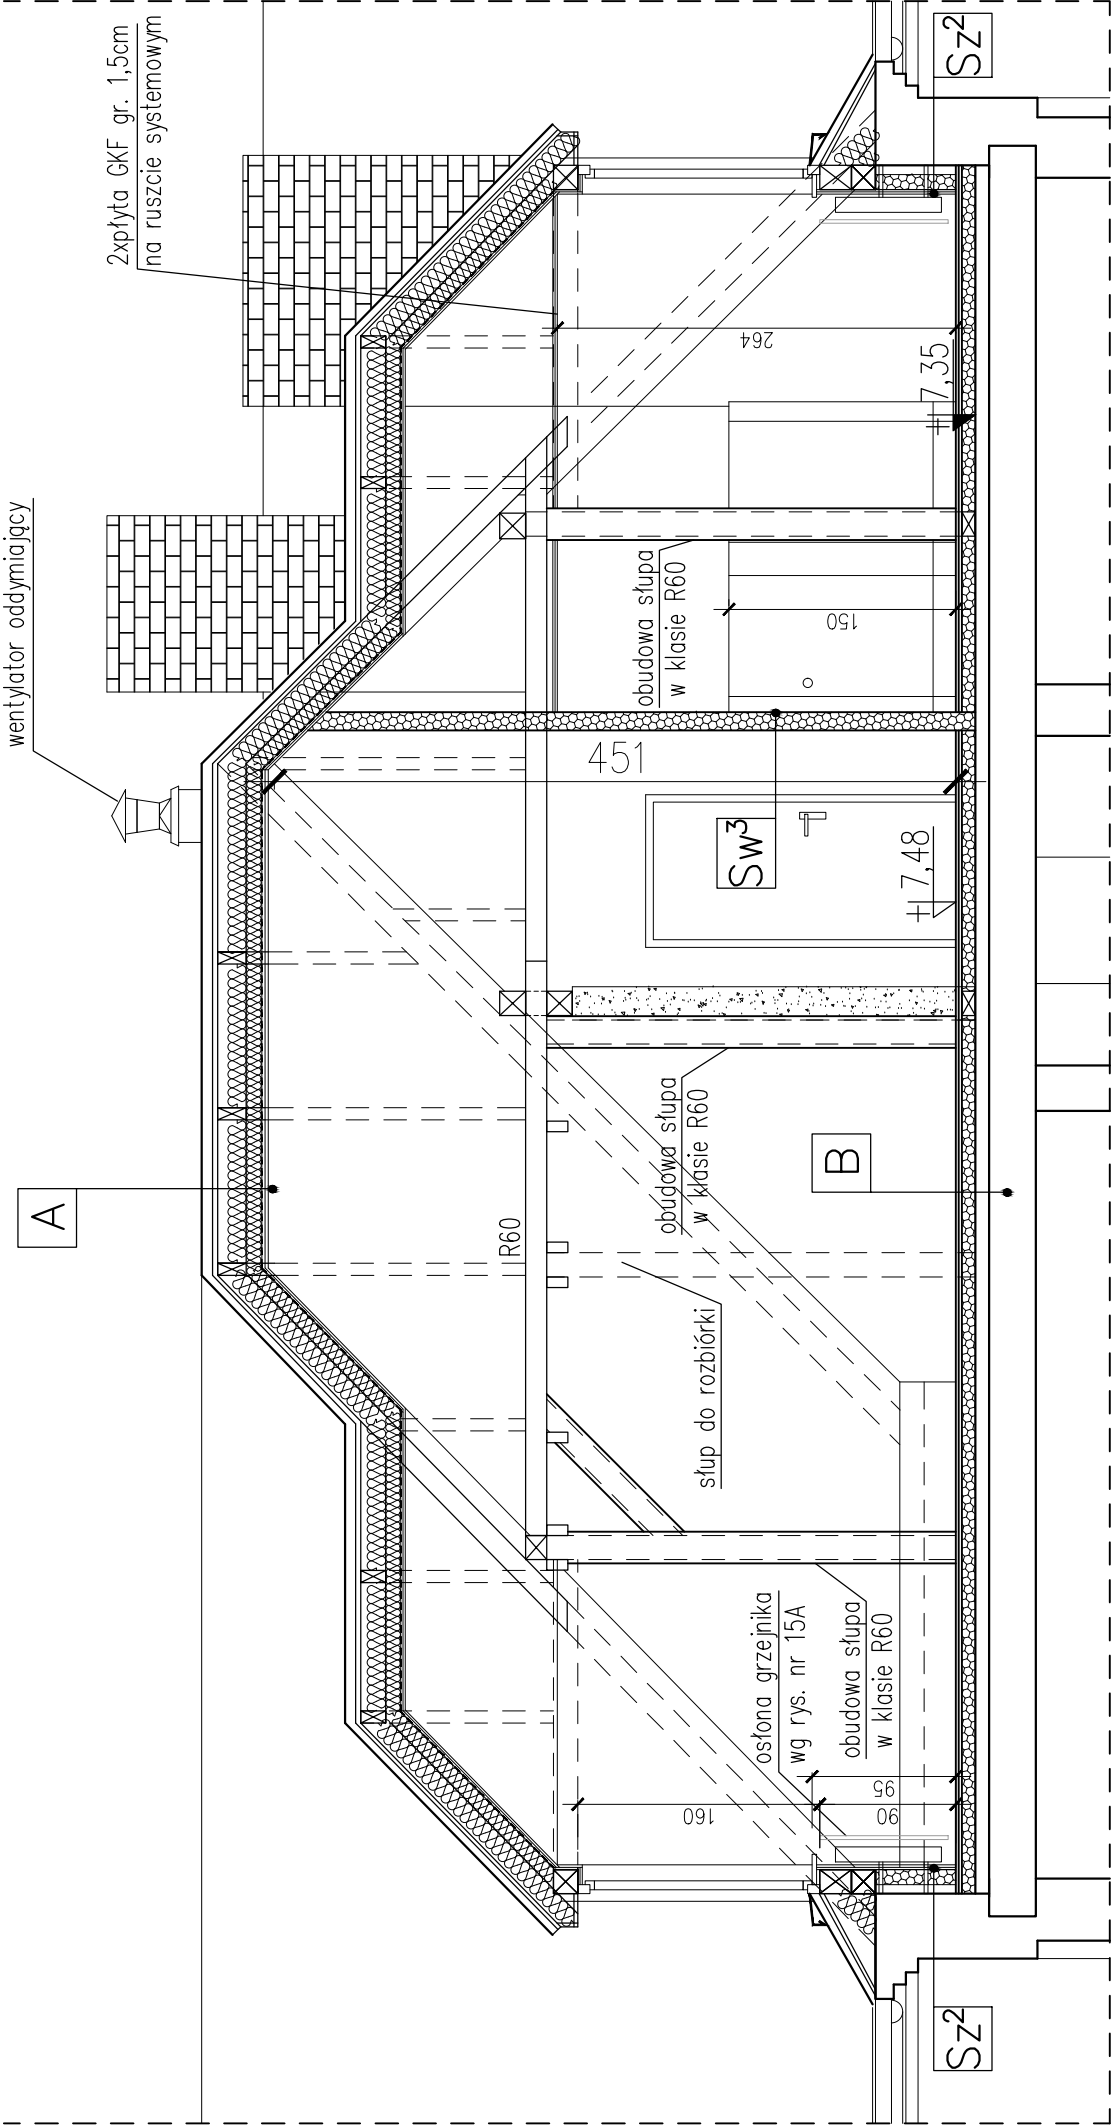 wentylator oddymiający
2xpłyta GKF gr. 1,5cm
na ruszcie systemowym
A
R60
451
264
150
obudowa słupa
w klasie R60
Sw³
+7,48
+7,35
obudowa słupa
w klasie R60
B
słup do rozbiórki
osłona grzejnika
wg rys. nr 15A
obudowa słupa
w klasie R60
160
95
90
Sz²
Sz²